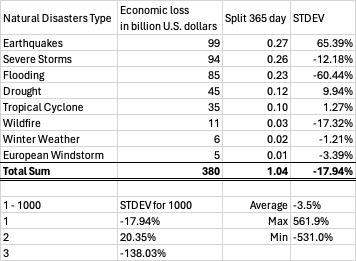 Natural Disasters Type Economic loss in billion U.S. dollars Split 365 day STDEV
Earthquakes 99 0.27 65.39%
Severe Storms 94 0.26 -12.18%
Flooding 85 0.23 -60.44%
Drought 45 0.12 9.94%
Tropical Cyclone 35 0.10 1.27%
Wildfire 11 0.03 -17.32%
Winter Weather 6 0.02 -1.21%
European Windstorm 5 0.01 -3.39%
Total Sum 380 1.04 -17.94%
1 - 1000 STDEV for 1000 Average -3.5%
1 -17.94% Max 561.9%
2 20.35% Min -531.0%
3 -138.03%